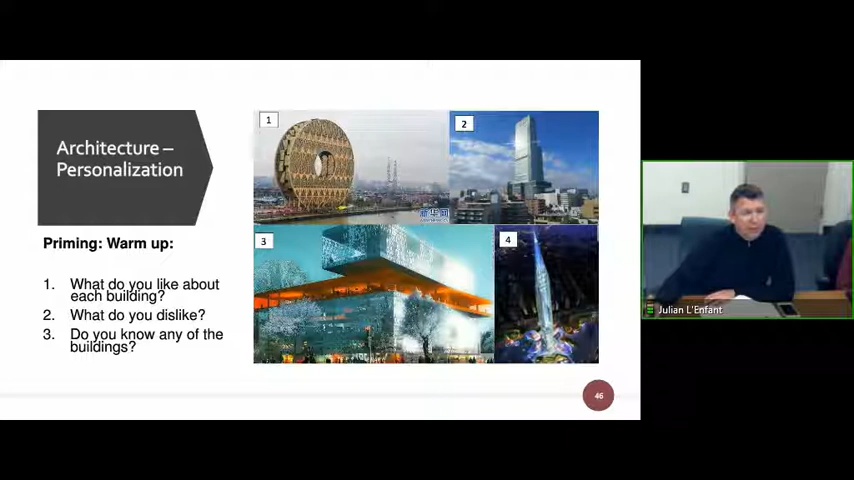 Architecture –
Personalization
Priming: Warm up:
1. What do you like about
each building?
2. What do you dislike?
3. Do you know any of the
buildings?
1
2
3
4
新华网
46
Julian L'Enfant